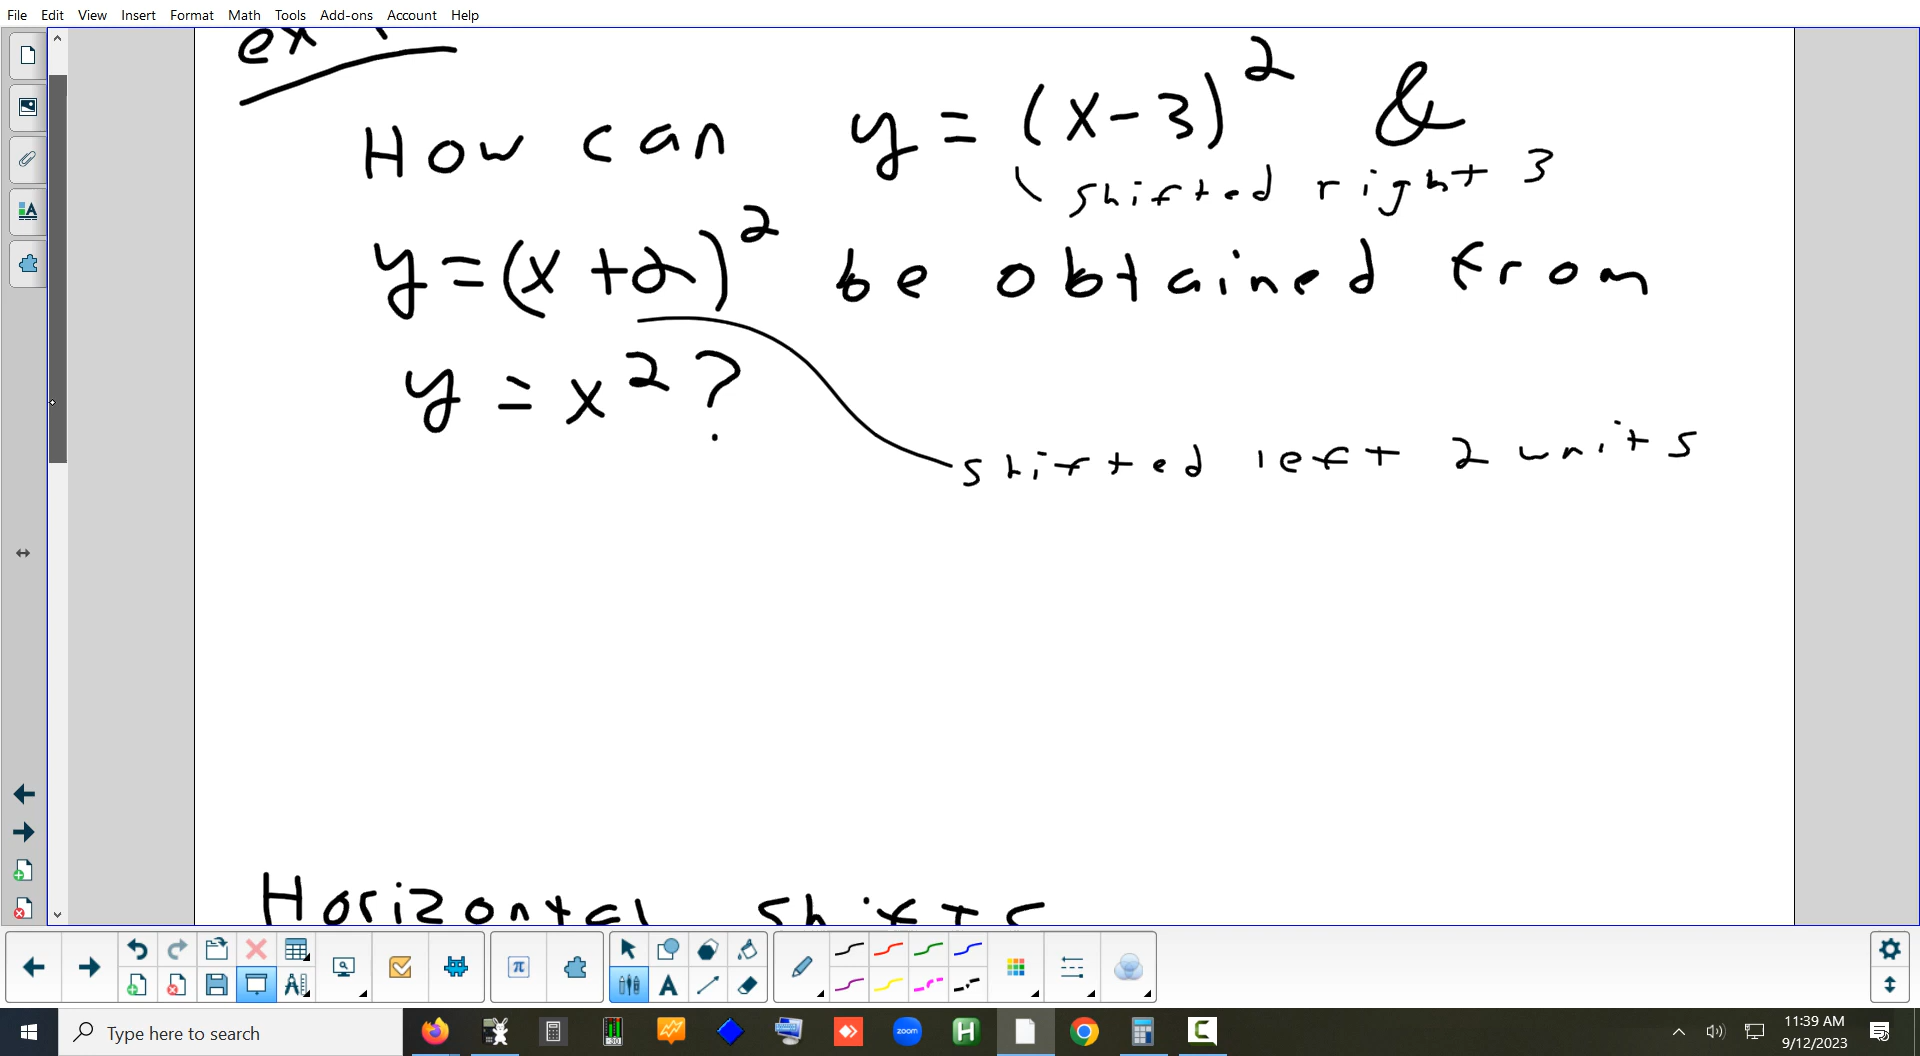 File Edit View Insert Format Math Tools Add-ons Account Help
ex
How can y = (x-3)² &
shifted right 3
y=(x+2)² be obtained from
y = x²?
shifted left 2 units
Horizontal shifts
π
A
zoom
H
C
Type here to search
11:39 AM
9/12/2023